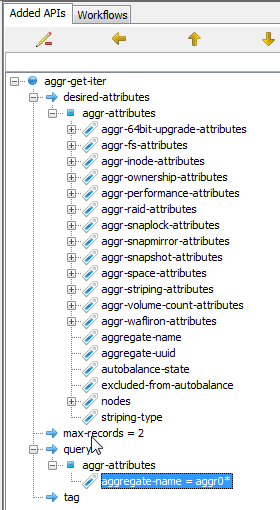 Added APIs Workflows
aggr-get-iter
desired-attributes
aggr-attributes
aggr-64bit-upgrade-attributes
aggr-fs-attributes
aggr-inode-attributes
aggr-ownership-attributes
aggr-performance-attributes
aggr-raid-attributes
aggr-snaplock-attributes
aggr-snapmirror-attributes
aggr-snapshot-attributes
aggr-space-attributes
aggr-striping-attributes
aggr-volume-count-attributes
aggr-wafliron-attributes
aggregate-name
aggregate-uuid
autobalance-state
excluded-from-autobalance
nodes
striping-type
max-records = 2
query
aggr-attributes
aggregate-name = aggr0*
tag